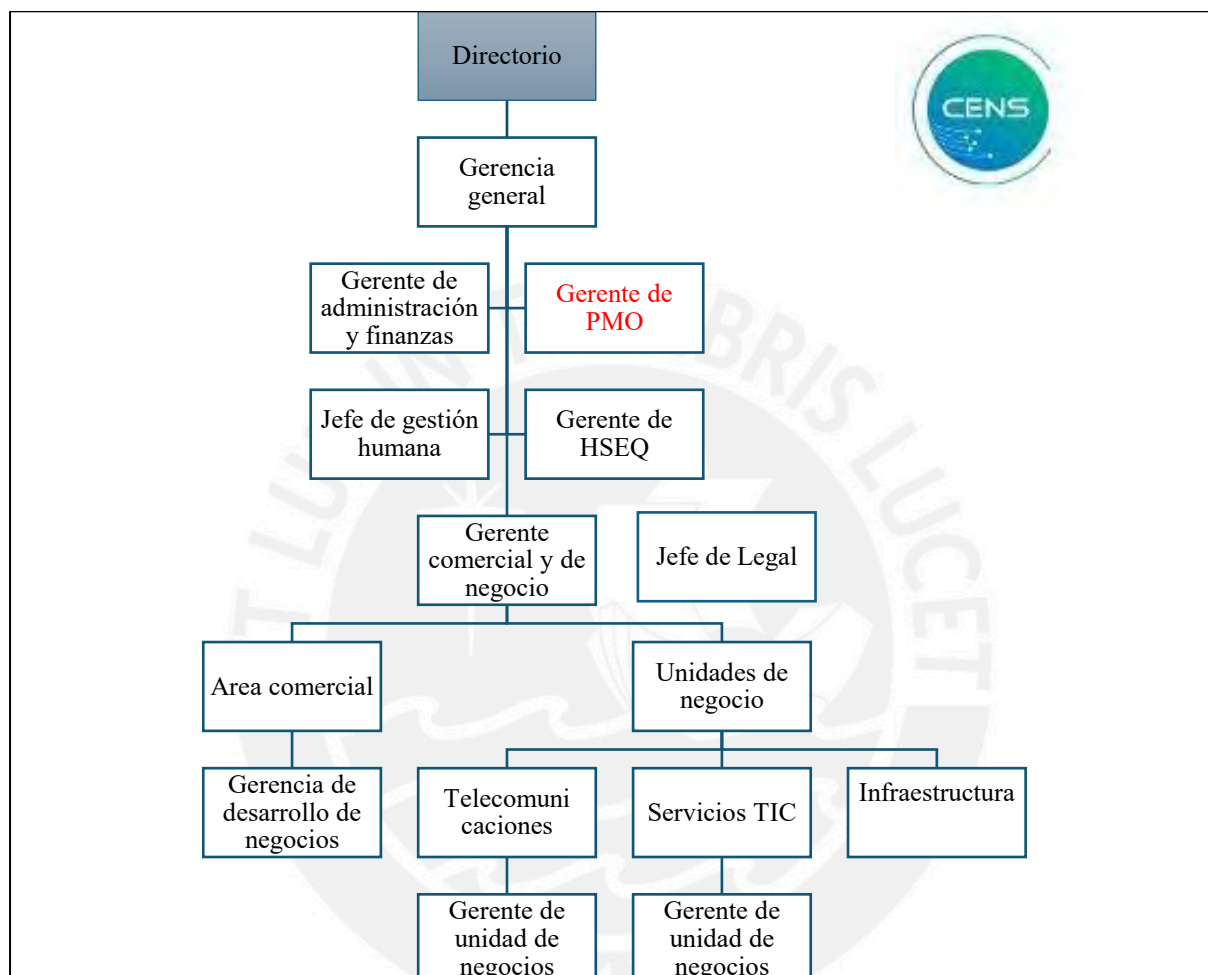 Directorio
CENS
Gerencia
general
Gerente de
administración
y finanzas
Gerente de
PMO
Jefe de gestión
humana
Gerente de
HSEQ
Gerente
comercial y de
negocio
Jefe de Legal
Area comercial
Unidades de
negocio
Gerencia de
desarrollo de
negocios
Telecomuni
caciones
Servicios TIC
Infraestructura
Gerente de
unidad de
negocios
Gerente de
unidad de
negocios
BRIS LUCET